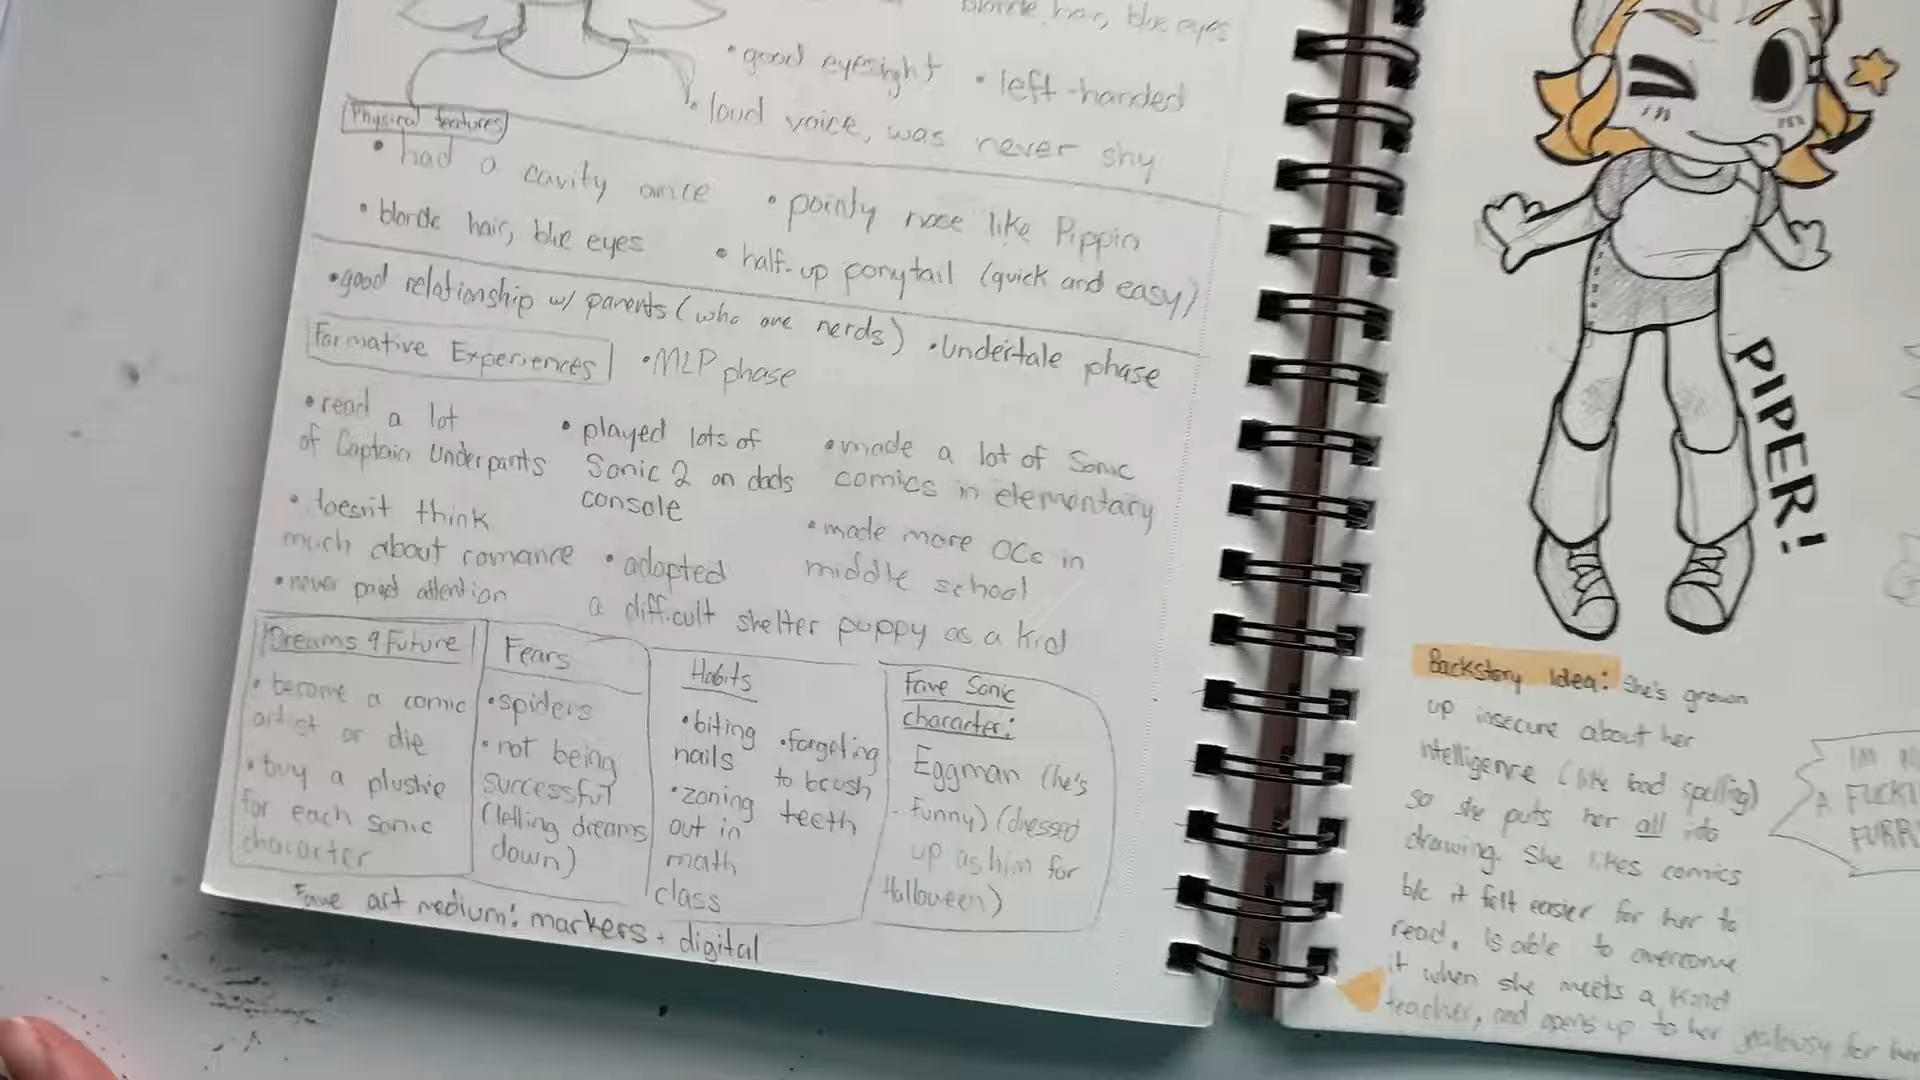 blonde hair, blue eyes
• good eyesight • left-handed
• loud voice, was never shy
Physical features
• had a cavity once • pointy nose like Pippin
• blonde hair, blue eyes • half-up ponytail (quick and easy)
• good relationship w/ parents (who are nerds) • Undertale phase
Formative Experiences • MLP phase
• read a lot
of Captain Underpants
• played lots of
Sonic 2 on dads
console
• made a lot of Sonic
comics in elementary
• doesn't think
much about romance
• made more OCs in
middle school
• never paid attention
• adopted
a difficult shelter puppy as a kid
Dreams & Future
• become a comic
artist or die
• buy a plushie
for each sonic
character
Fears
• spiders
• not being
successful
(letting dreams
down)
Habits
• biting
nails
• zoning
out in
math
class
• forgeting
to brush
teeth
Fave Sonic
character:
Eggman (he's
funny) (dressed
up as him for
Halloween)
Fave art medium: markers + digital
PIPER!
Backstory Idea: She's grown
up insecure about her
intelligence (like bad spelling)
so she puts her all into
drawing. She likes comics
b/c it felt easier for her to
read. Is able to overcome
it when she meets a kind
teacher, and opens up to her jealousy for her
IM
FUCKI
FURR